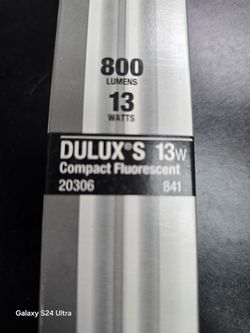 800
LUMENS
13
WATTS
DULUX®S 13W
Compact Fluorescent
20306 841
Galaxy S24 Ultra